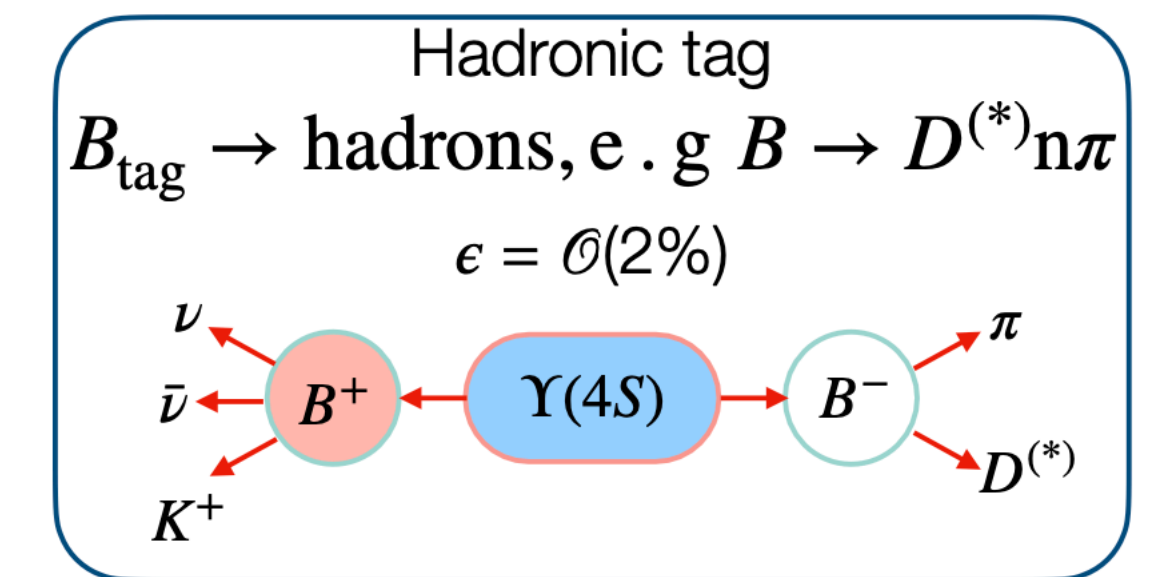 Hadronic tag
B_tag → hadrons, e . g B → D^(*)nπ
ϵ = 𝒪(2%)
ν
π
ν̄
B⁺
Υ(4S)
B⁻
K⁺
D^(*)